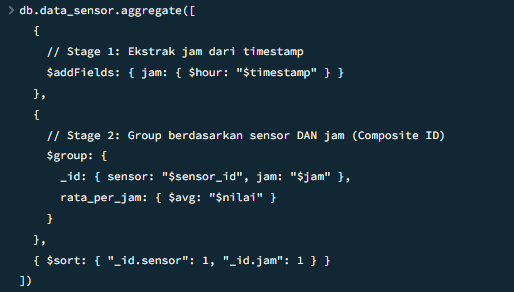 > db.data_sensor.aggregate([
  {
    // Stage 1: Ekstrak jam dari timestamp
    $addFields: { jam: { $hour: "$timestamp" } }
  },
  {
    // Stage 2: Group berdasarkan sensor DAN jam (Composite ID)
    $group: {
      _id: { sensor: "$sensor_id", jam: "$jam" },
      rata_per_jam: { $avg: "$nilai" }
    }
  },
  { $sort: { "_id.sensor": 1, "_id.jam": 1 } }
])